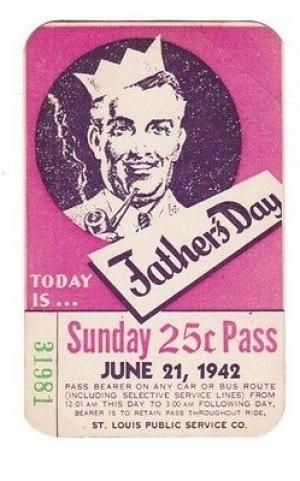 Father's Day
TODAY
IS...
31981
Sunday 25¢ Pass
JUNE 21, 1942
PASS BEARER ON ANY CAR OR BUS ROUTE
(INCLUDING SELECTIVE SERVICE LINES) FROM
12:01 AM THIS DAY TO 3:00 AM FOLLOWING DAY.
BEARER IS TO RETAIN PASS THROUGHOUT RIDE.
ST. LOUIS PUBLIC SERVICE CO.